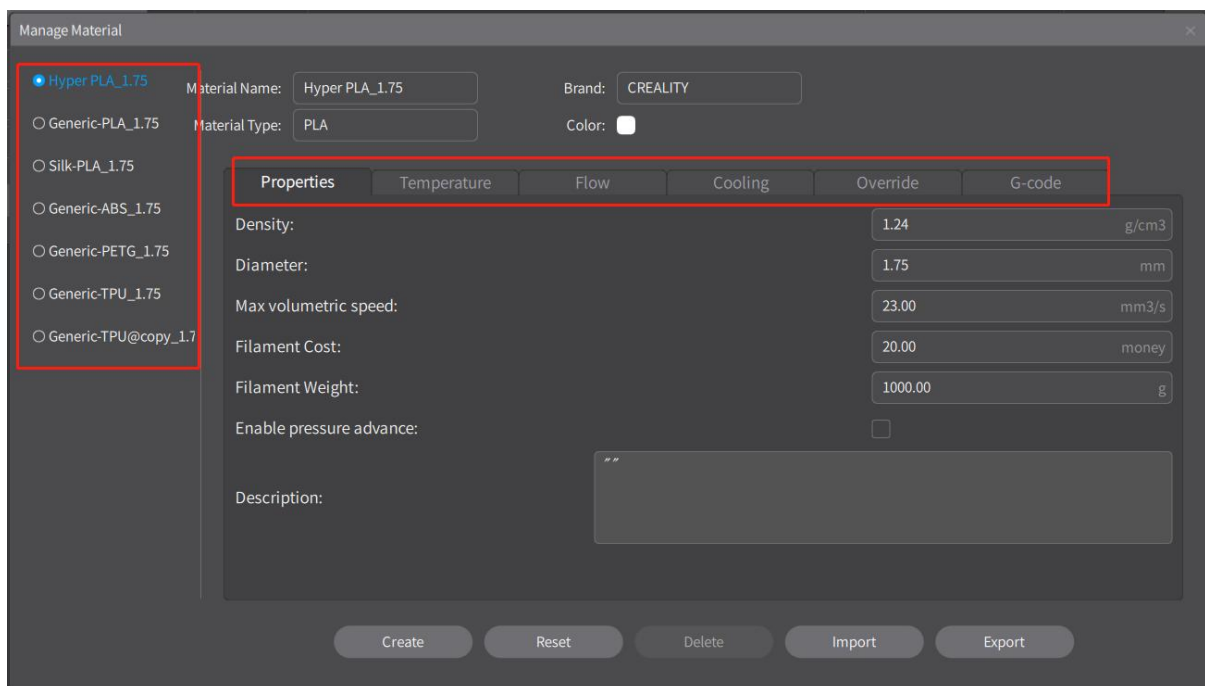 Manage Material
Hyper PLA_1.75
Generic-PLA_1.75
Silk-PLA_1.75
Generic-ABS_1.75
Generic-PETG_1.75
Generic-TPU_1.75
Generic-TPU@copy_1.7
Material Name: Hyper PLA_1.75 Brand: CREALITY
Material Type: PLA Color:
Properties Temperature Flow Cooling Override G-code
Density: 1.24 g/cm3
Diameter: 1.75 mm
Max volumetric speed: 23.00 mm3/s
Filament Cost: 20.00 money
Filament Weight: 1000.00 g
Enable pressure advance:
Description: ""
Create Reset Delete Import Export